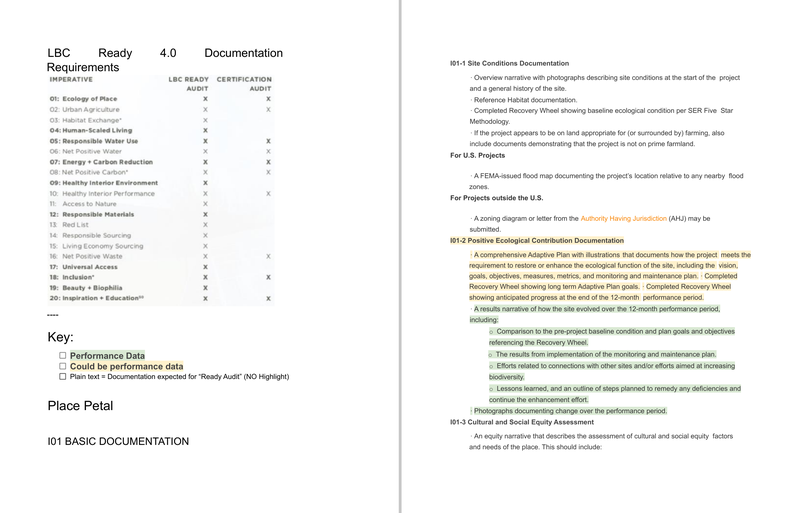 LBC Ready 4.0 Documentation
Requirements
IMPERATIVE LBC READY CERTIFICATION
AUDIT AUDIT
01: Ecology of Place X X
02: Urban Agriculture X X
03: Habitat Exchange* X
04: Human-Scaled Living X
05: Responsible Water Use X X
06: Net Positive Water X X
07: Energy + Carbon Reduction X X
08: Net Positive Carbon* X X
09: Healthy Interior Environment X
10: Healthy Interior Performance X X
11: Access to Nature X
12: Responsible Materials X
13: Red List X
14: Responsible Sourcing X
15: Living Economy Sourcing X
16: Net Positive Waste X X
17: Universal Access X
18: Inclusion* X X
19: Beauty + Biophilia X
20: Inspiration + Education X X
----
Key:
☐ Performance Data
☐ Could be performance data
☐ Plain text = Documentation expected for “Ready Audit” (NO Highlight)
Place Petal
I01 BASIC DOCUMENTATION
I01-1 Site Conditions Documentation
· Overview narrative with photographs describing site conditions at the start of the project
and a general history of the site.
· Reference Habitat documentation.
· Completed Recovery Wheel showing baseline ecological condition per SER Five Star
Methodology.
· If the project appears to be on land appropriate for (or surrounded by) farming, also
include documents demonstrating that the project is not on prime farmland.
For U.S. Projects
· A FEMA-issued flood map documenting the project's location relative to any nearby flood
zones.
For Projects outside the U.S.
· A zoning diagram or letter from the Authority Having Jurisdiction (AHJ) may be
submitted.
I01-2 Positive Ecological Contribution Documentation
· A comprehensive Adaptive Plan with illustrations that documents how the project meets the
requirement to restore or enhance the ecological function of the site, including the vision,
goals, objectives, measures, metrics, and monitoring and maintenance plan. · Completed
Recovery Wheel showing long term Adaptive Plan goals. · Completed Recovery Wheel
showing anticipated progress at the end of the 12-month performance period.
· A results narrative of how the site evolved over the 12-month performance period,
including:
o Comparison to the pre-project baseline condition and plan goals and objectives
referencing the Recovery Wheel.
o The results from implementation of the monitoring and maintenance plan.
o Efforts related to connections with other sites and/or efforts aimed at increasing
biodiversity.
o Lessons learned, and an outline of steps planned to remedy any deficiencies and
continue the enhancement effort.
· Photographs documenting change over the performance period.
I01-3 Cultural and Social Equity Assessment
· An equity narrative that describes the assessment of cultural and social equity factors
and needs of the place. This should include: